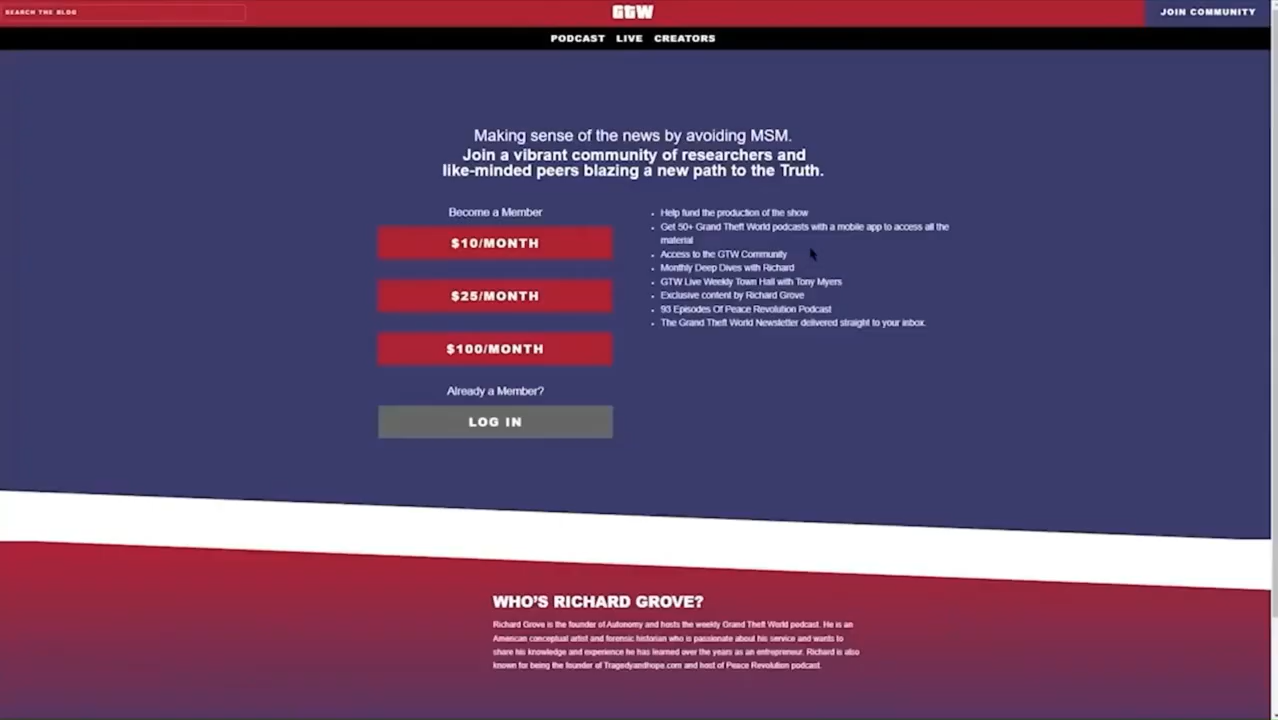 SEARCH THE BLOG
GTW
JOIN COMMUNITY
PODCAST LIVE CREATORS
Making sense of the news by avoiding MSM.
Join a vibrant community of researchers and
like-minded peers blazing a new path to the Truth.
Become a Member
$10/MONTH
$25/MONTH
$100/MONTH
Already a Member?
LOG IN
Help fund the production of the show
Get 50+ Grand Theft World podcasts with a mobile app to access all the
material
Access to the GTW Community
Monthly Deep Dives with Richard
GTW Live Weekly Town Hall with Tony Myers
Exclusive content by Richard Grove
93 Episodes Of Peace Revolution Podcast
The Grand Theft World Newsletter delivered straight to your inbox.
WHO'S RICHARD GROVE?
Richard Grove is the founder of Autonomy and hosts the weekly Grand Theft World podcast. He is an
American conceptual artist and forensic historian who is passionate about his service and wants to
share his knowledge and experience he has learned over the years as an entrepreneur. Richard is also
known for being the founder of Tragedyandhope.com and host of Peace Revolution podcast.